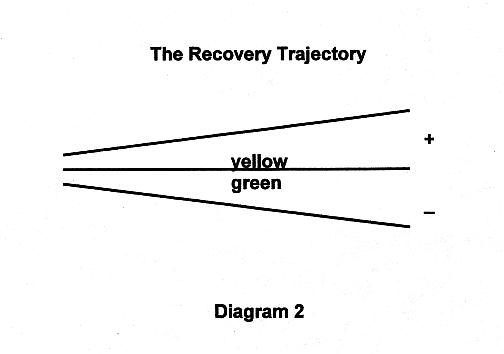 The Recovery Trajectory
+
yellow
green
–
Diagram 2